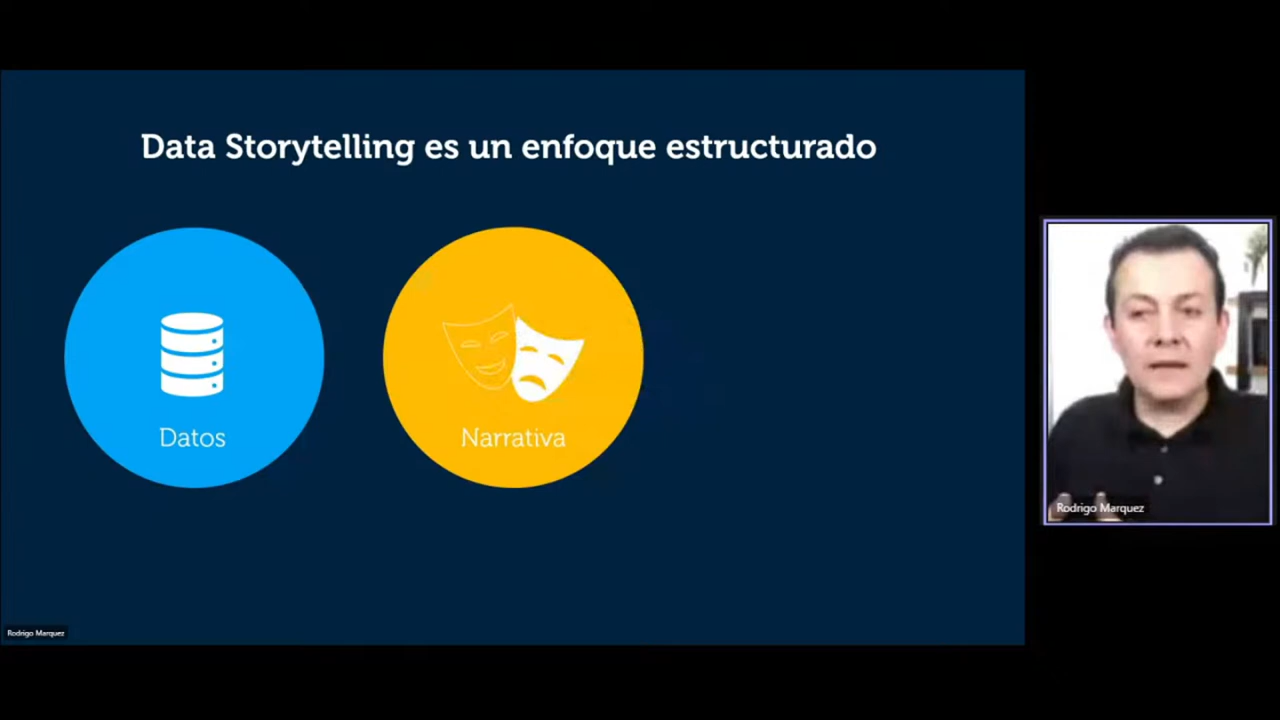 Data Storytelling es un enfoque estructurado
Datos
Narrativa
Rodrigo Marquez
Rodrigo Marquez